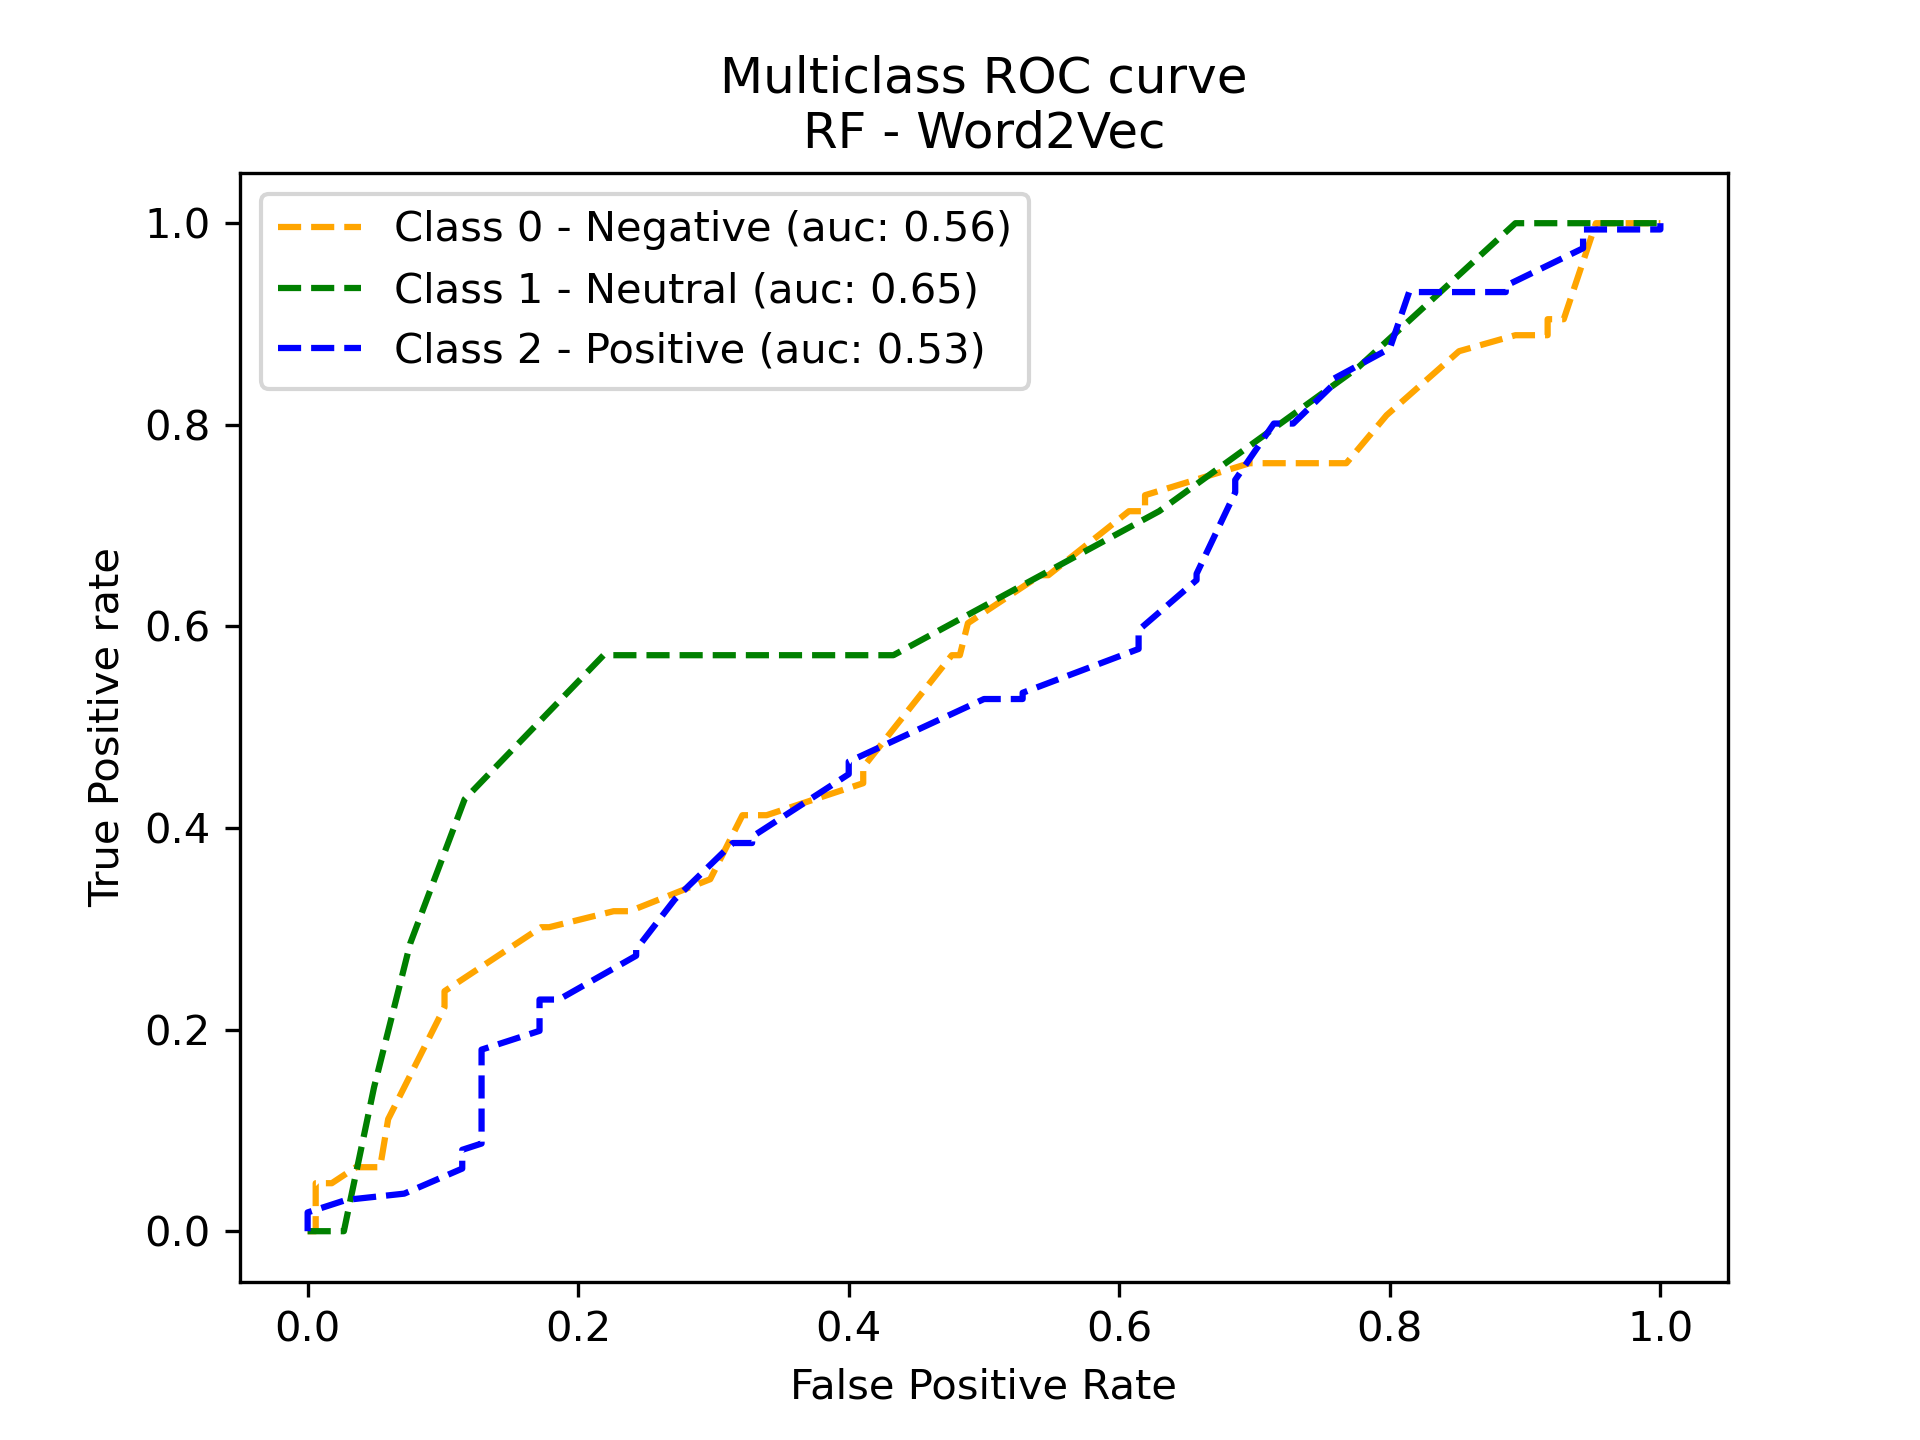 Multiclass ROC curve
RF - Word2Vec
Class 0 - Negative (auc: 0.56)
Class 1 - Neutral (auc: 0.65)
Class 2 - Positive (auc: 0.53)
True Positive rate
1.0
0.8
0.6
0.4
0.2
0.0
0.0 0.2 0.4 0.6 0.8 1.0
False Positive Rate